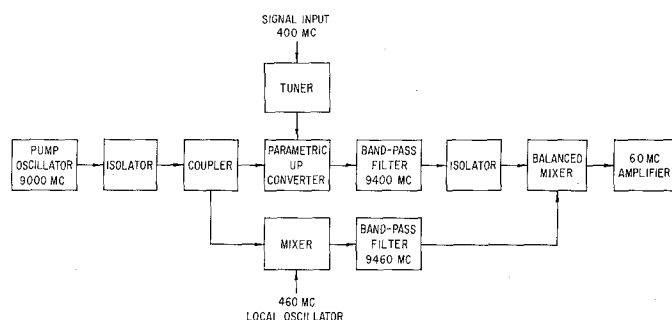 SIGNAL INPUT
400 MC
TUNER
PUMP
OSCILLATOR
9000 MC
ISOLATOR
COUPLER
PARAMETRIC
UP
CONVERTER
BAND-PASS
FILTER
9400 MC
ISOLATOR
BALANCED
MIXER
60 MC
AMPLIFIER
MIXER
BAND-PASS
FILTER
9460 MC
460 MC
LOCAL OSCILLATOR